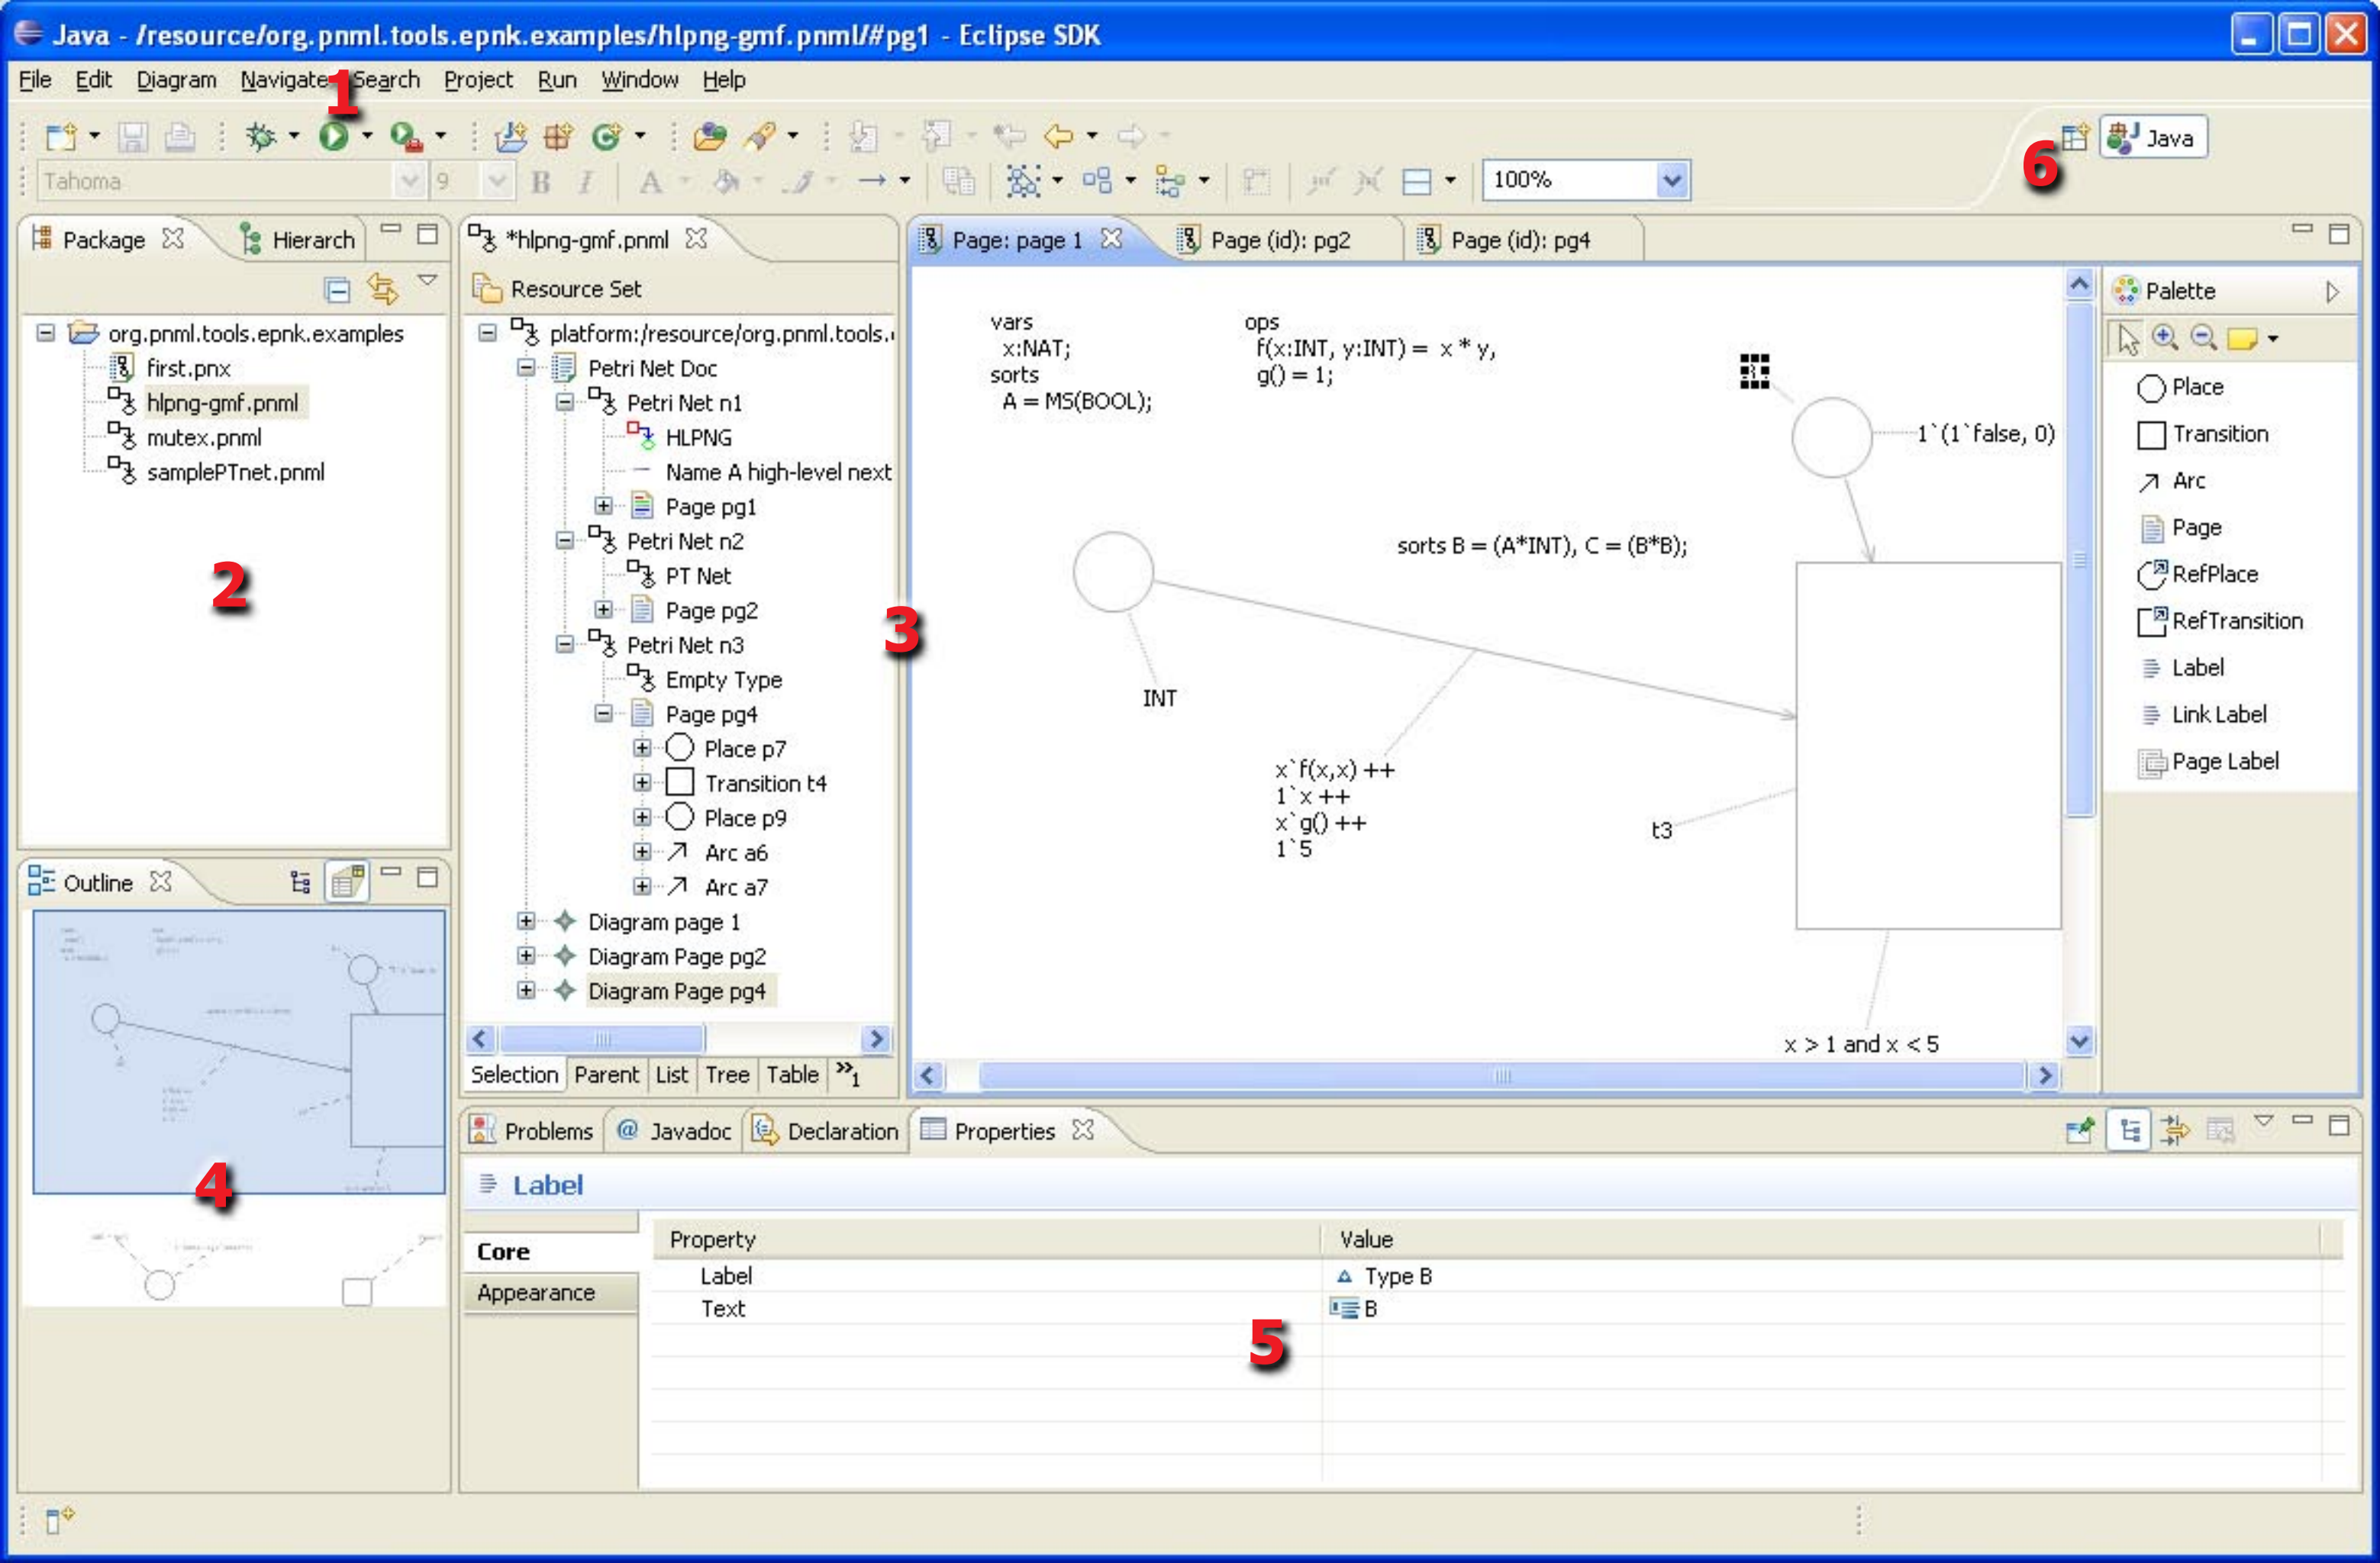 Java - /resource/org.pnml.tools.epnk.examples/hlpng-gmf.pnml/#pg1 - Eclipse SDK
File Edit Diagram Navigate Search Project Run Window Help
1
Tahoma 9 B I A 100%
6 Java
Package Hierarch
org.pnml.tools.epnk.examples
first.pnx
hlpng-gmf.pnml
mutex.pnml
samplePTnet.pnml
2
*hlpng-gmf.pnml
Resource Set
platform:/resource/org.pnml.tools.
Petri Net Doc
Petri Net n1
HLPNG
Name A high-level next
Page pg1
Petri Net n2
PT Net
Page pg2
Petri Net n3
Empty Type
Page pg4
Place p7
Transition t4
Place p9
Arc a6
Arc a7
Diagram page 1
Diagram Page pg2
Diagram Page pg4
Selection Parent List Tree Table »1
3
Page: page 1 Page (id): pg2 Page (id): pg4
vars
x:NAT;
sorts
A = MS(BOOL);
ops
f(x:INT, y:INT) = x * y,
g() = 1;
1`(1`false, 0)
sorts B = (A*INT), C = (B*B);
INT
x`f(x,x) ++
1`x ++
x`g() ++
1`5
t3
x > 1 and x < 5
Palette
Place
Transition
Arc
Page
RefPlace
RefTransition
Label
Link Label
Page Label
Outline
4
Problems @ Javadoc Declaration Properties
Label
Core
Appearance
Property Value
Label Type B
Text B
5